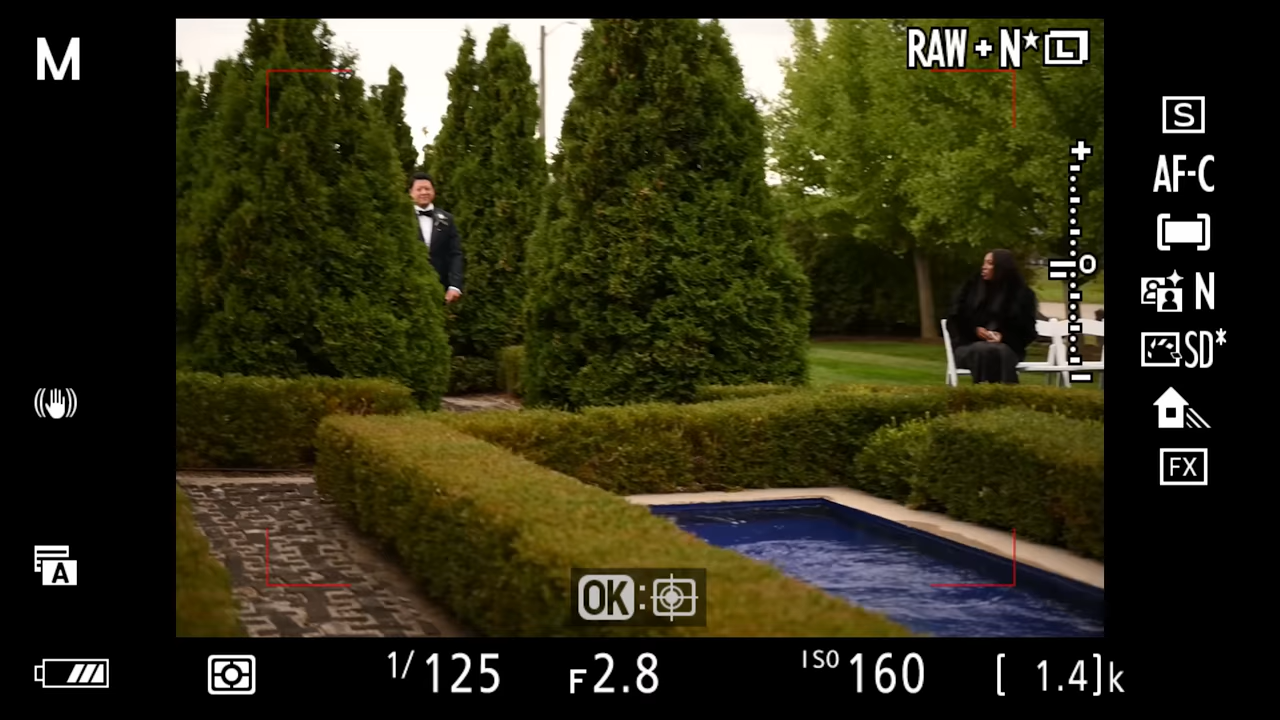 M
RAW + N★ L
S
AF-C
N
SD*
FX
A
OK:
1/125 F2.8 ISO 160 [ 1.4]k